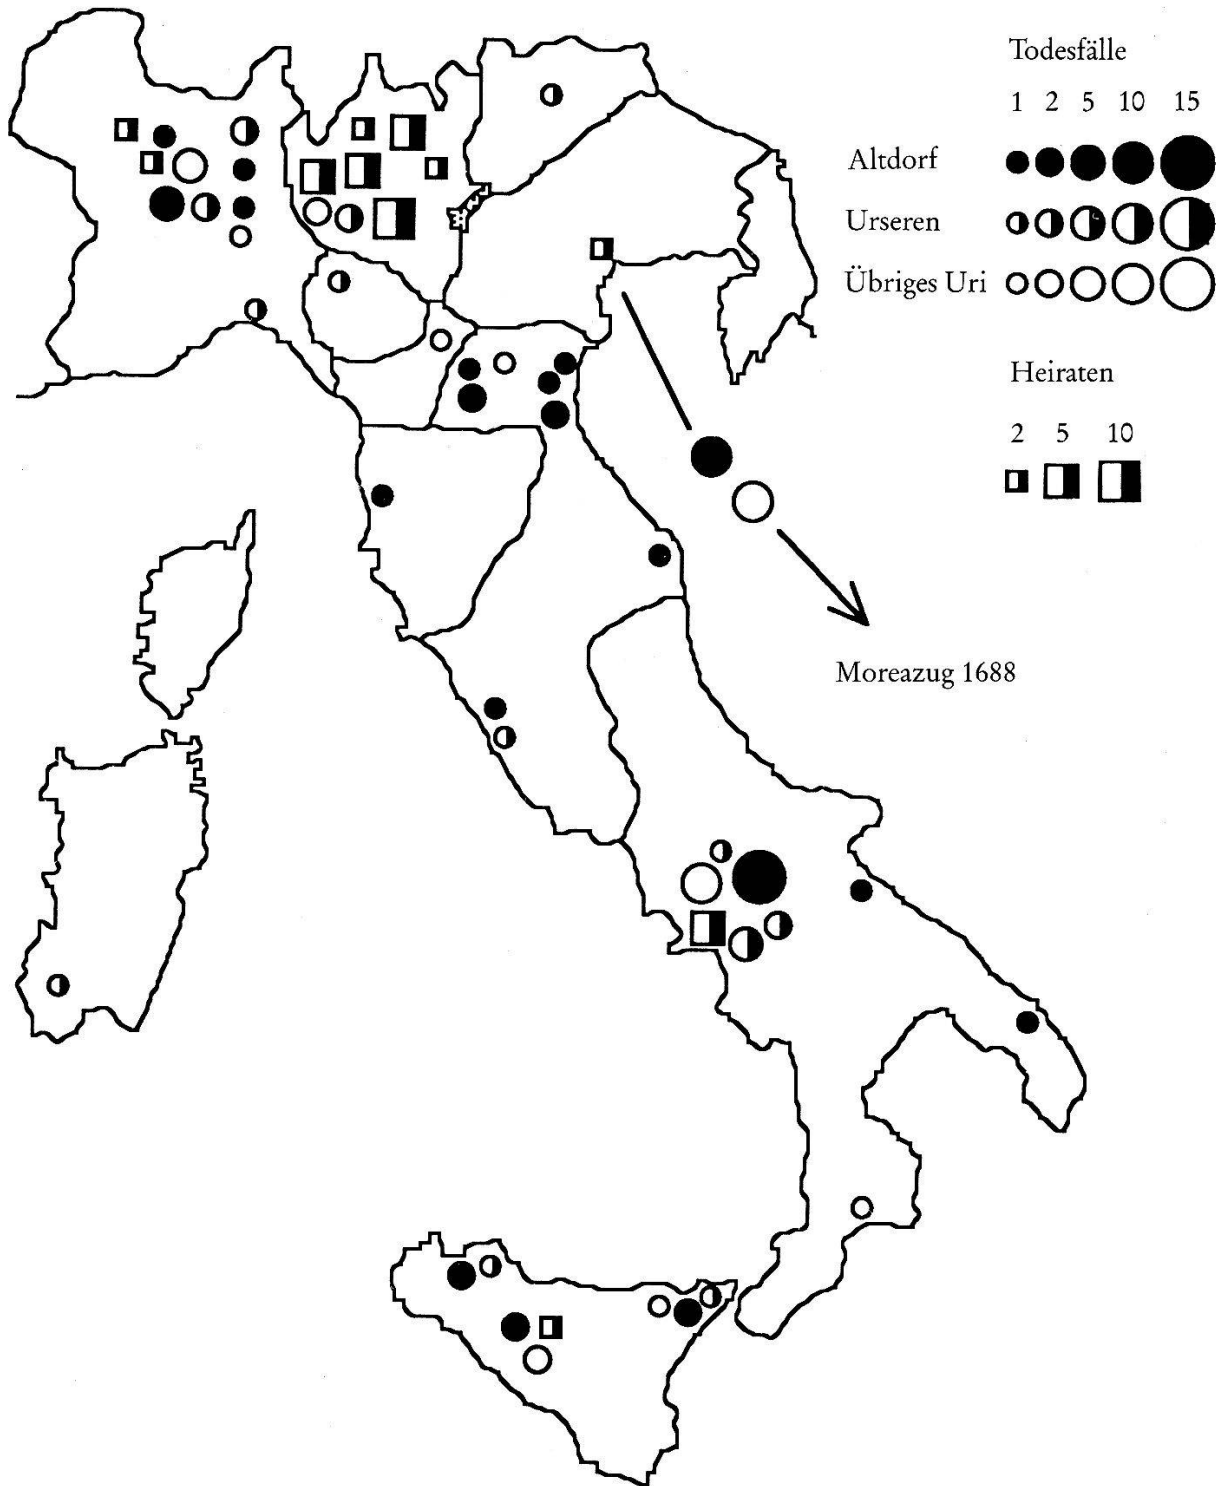 Todesfälle
1 2 5 10 15
Altdorf
Urseren
Übriges Uri
Heiraten
2 5 10
Moreazug 1688